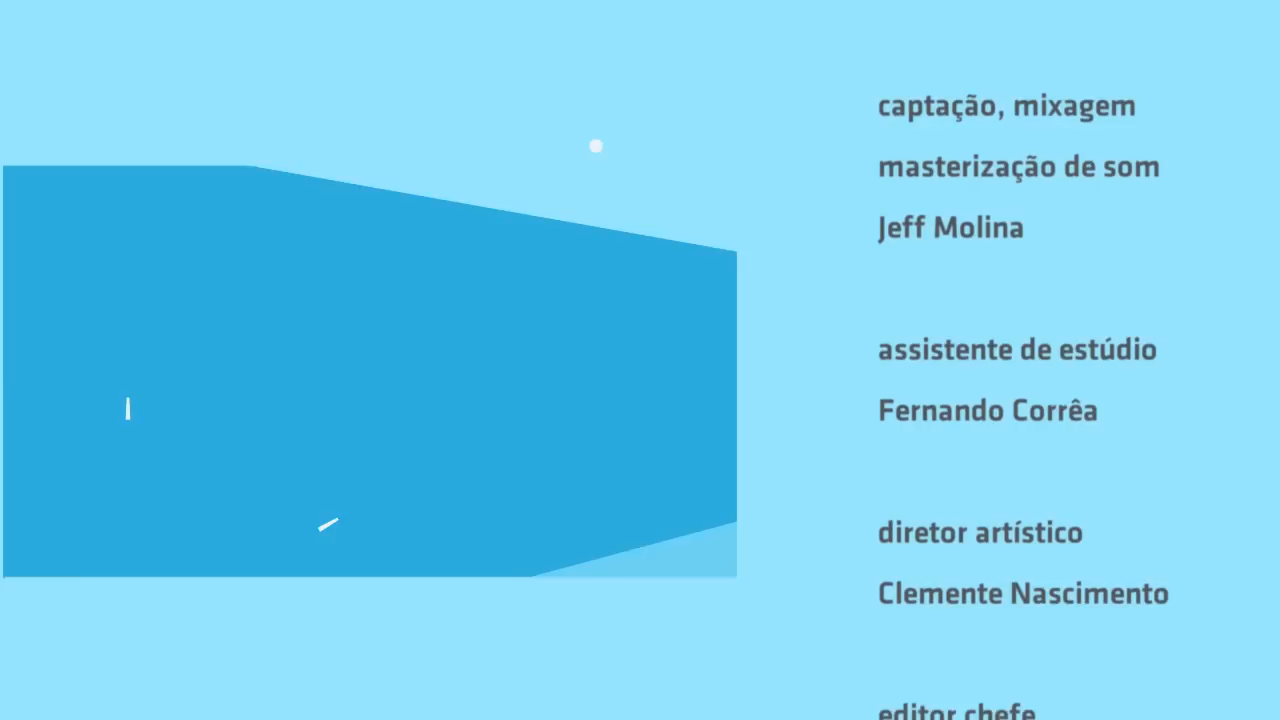 captação, mixagem
masterização de som
Jeff Molina
assistente de estúdio
Fernando Corrêa
diretor artístico
Clemente Nascimento
editor chefe